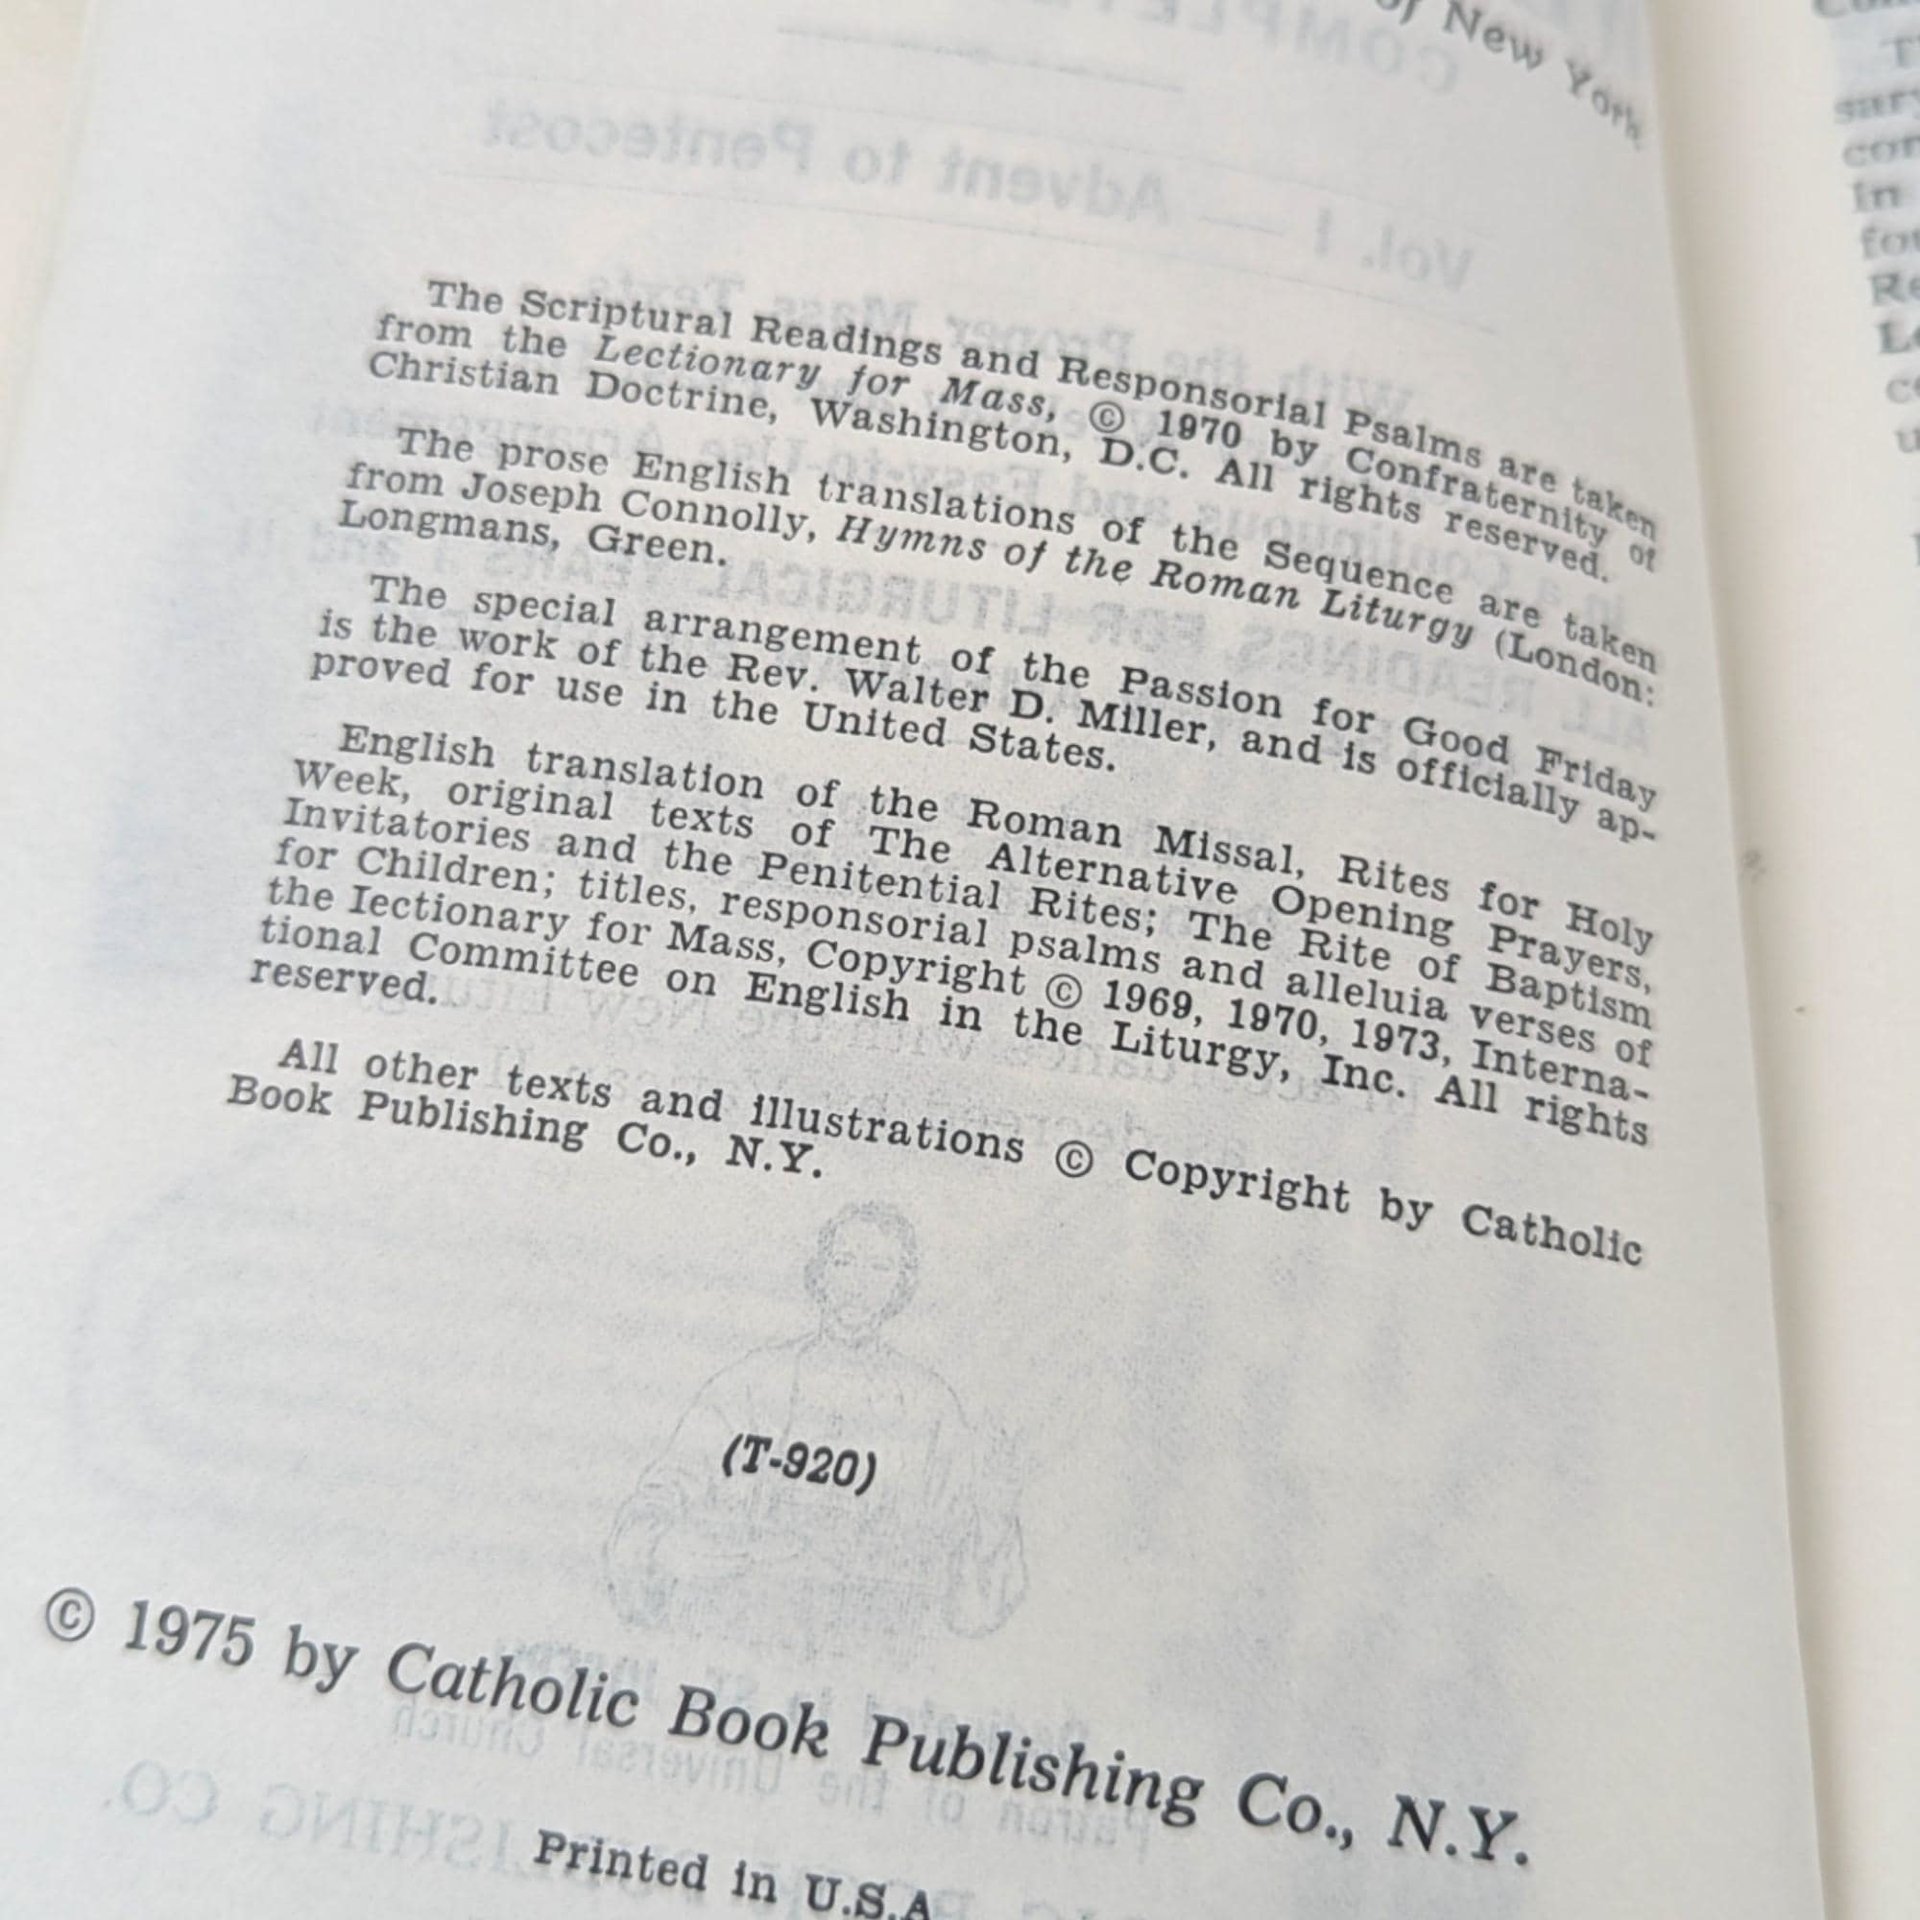 of New York
The Scriptural Readings and Responsorial Psalms are taken
from the Lectionary for Mass, © 1970 by Confraternity of
Christian Doctrine, Washington, D.C. All rights reserved.
The prose English translations of the Sequence are taken
from Joseph Connolly, Hymns of the Roman Liturgy (London:
Longmans, Green.
The special arrangement of the Passion for Good Friday
is the work of the Rev. Walter D. Miller, and is officially ap-
proved for use in the United States.
English translation of the Roman Missal, Rites for Holy
Week, original texts of The Alternative Opening Prayers,
Invitatories and the Penitential Rites; The Rite of Baptism
for Children; titles, responsorial psalms and alleluia verses of
the Iectionary for Mass, Copyright © 1969, 1970, 1973, Interna-
tional Committee on English in the Liturgy, Inc. All rights
reserved.
All other texts and illustrations © Copyright by Catholic
Book Publishing Co., N.Y.
(T-920)
© 1975 by Catholic Book Publishing Co., N.Y.
Printed in U.S.A